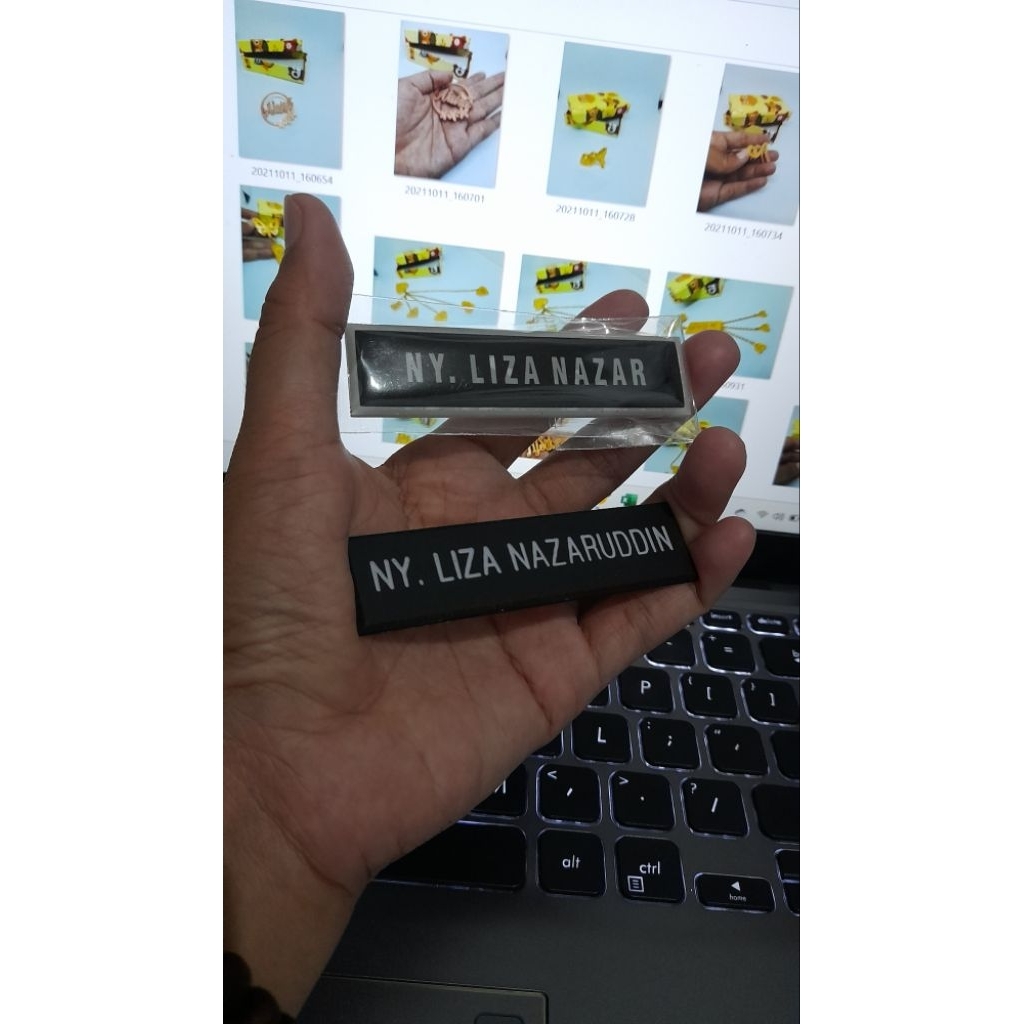 20211011_160654
20211011_160701
20211011_160728
20211011_160734
NY. LIZA NAZAR
NY. LIZA NAZARUDDIN
+ =
P { [ } ]
L : ; " '
< , > . ? /
alt ctrl
home